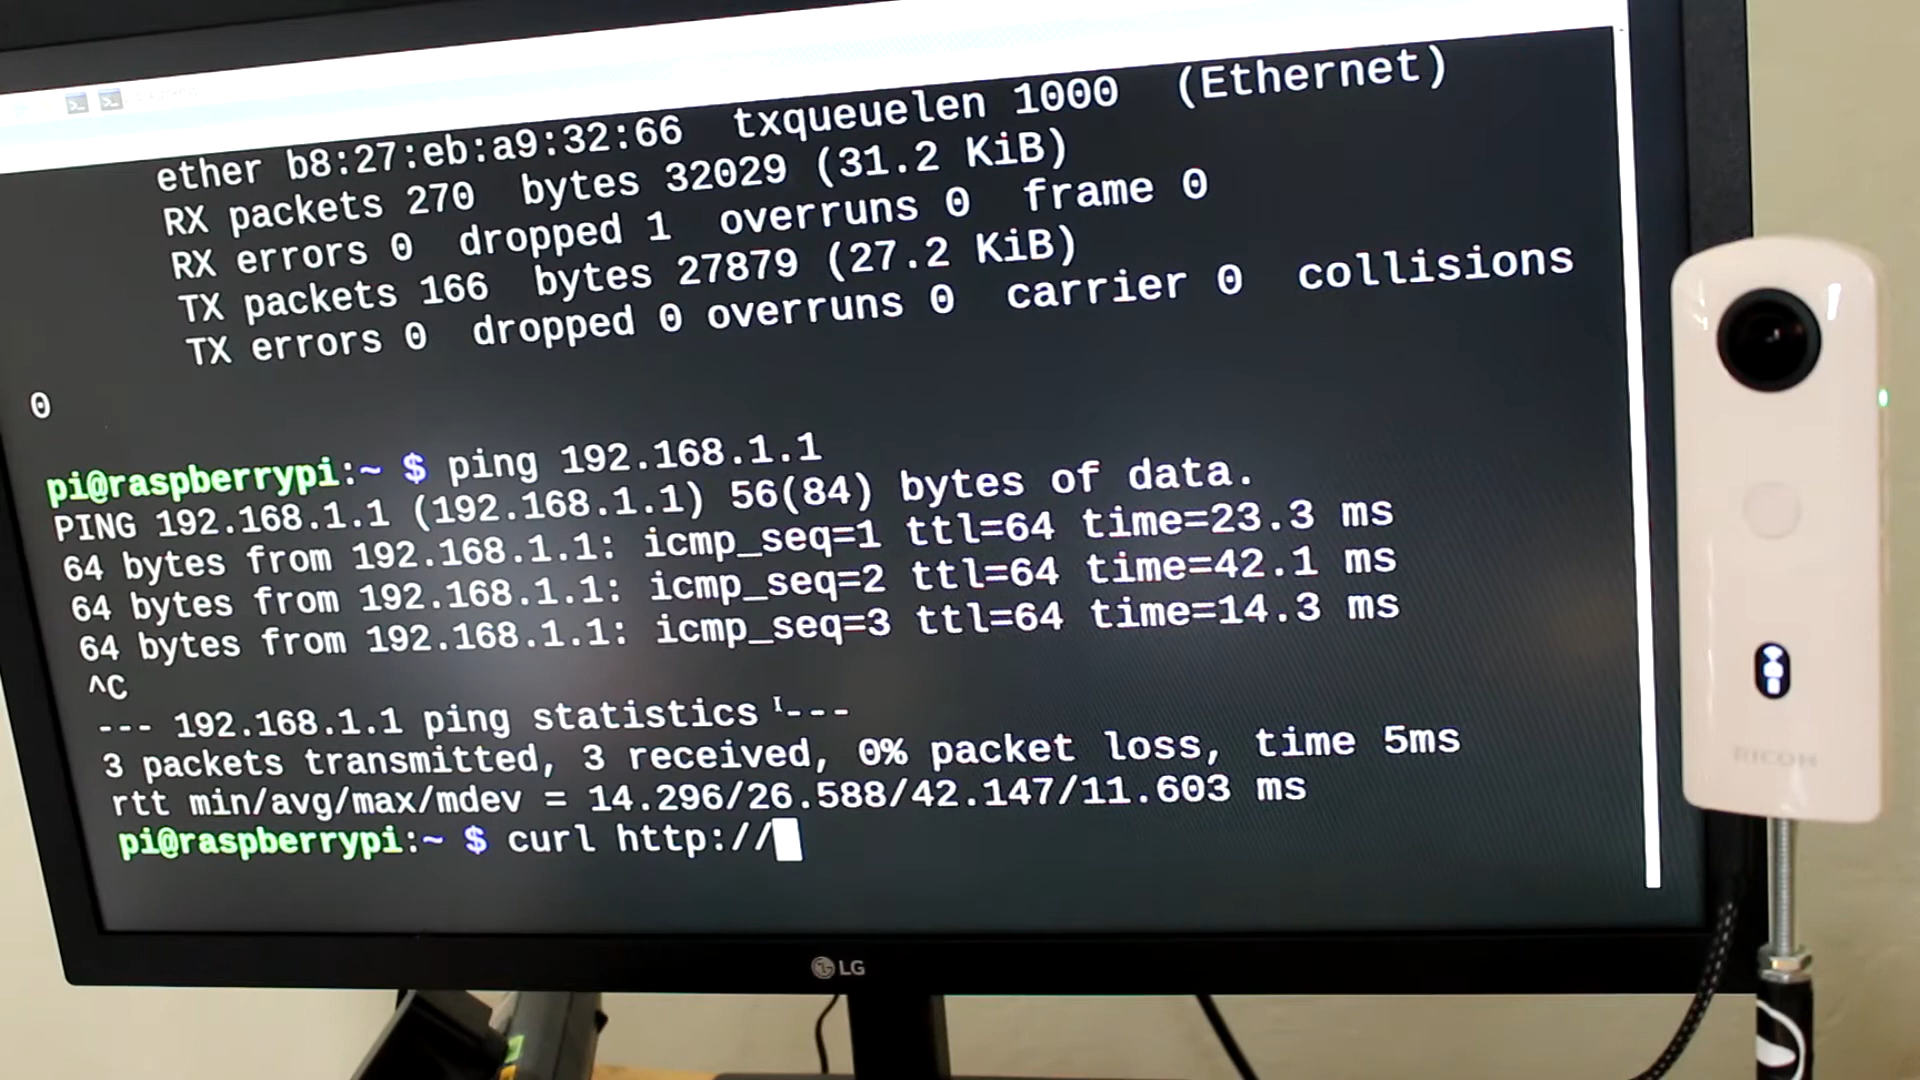 ether b8:27:eb:a9:32:66  txqueuelen 1000  (Ethernet)
RX packets 270  bytes 32029 (31.2 KiB)
RX errors 0  dropped 1  overruns 0  frame 0
TX packets 166  bytes 27879 (27.2 KiB)
TX errors 0  dropped 0 overruns 0  carrier 0  collisions
0
pi@raspberrypi:~ $ ping 192.168.1.1
PING 192.168.1.1 (192.168.1.1) 56(84) bytes of data.
64 bytes from 192.168.1.1: icmp_seq=1 ttl=64 time=23.3 ms
64 bytes from 192.168.1.1: icmp_seq=2 ttl=64 time=42.1 ms
64 bytes from 192.168.1.1: icmp_seq=3 ttl=64 time=14.3 ms
^C
--- 192.168.1.1 ping statistics ---
3 packets transmitted, 3 received, 0% packet loss, time 5ms
rtt min/avg/max/mdev = 14.296/26.588/42.147/11.603 ms
pi@raspberrypi:~ $ curl http://
LG
RICOH